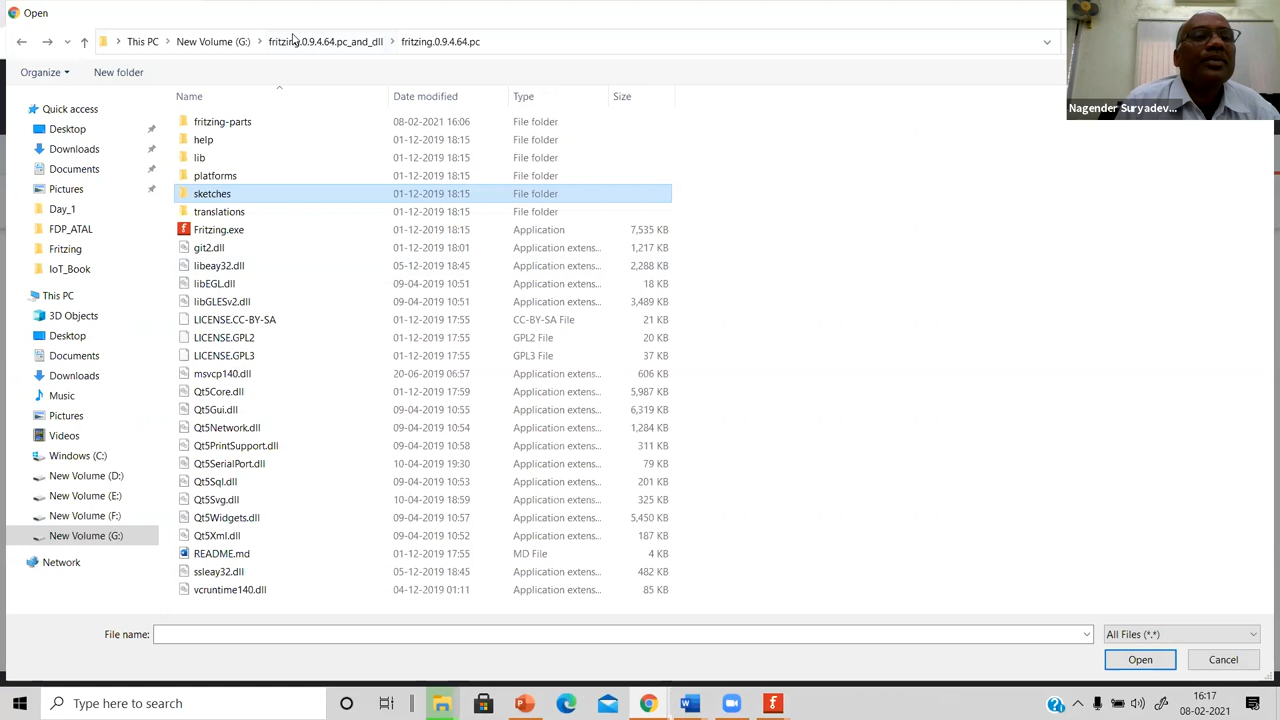 Open
This PC > New Volume (G:) > fritzing.0.9.4.64.pc_and_dll > fritzing.0.9.4.64.pc
Organize New folder
Name Date modified Type Size
Nagender Suryadev...
Quick access
Desktop
Downloads
Documents
Pictures
Day_1
FDP_ATAL
Fritzing
IoT_Book
This PC
3D Objects
Desktop
Documents
Downloads
Music
Pictures
Videos
Windows (C:)
New Volume (D:)
New Volume (E:)
New Volume (F:)
New Volume (G:)
Network
fritzing-parts 08-02-2021 16:06 File folder
help 01-12-2019 18:15 File folder
lib 01-12-2019 18:15 File folder
platforms 01-12-2019 18:15 File folder
sketches 01-12-2019 18:15 File folder
translations 01-12-2019 18:15 File folder
Fritzing.exe 01-12-2019 18:15 Application 7,535 KB
git2.dll 01-12-2019 18:01 Application extens... 1,217 KB
libeay32.dll 05-12-2019 18:45 Application extens... 2,288 KB
libEGL.dll 09-04-2019 10:51 Application extens... 18 KB
libGLESv2.dll 09-04-2019 10:51 Application extens... 3,489 KB
LICENSE.CC-BY-SA 01-12-2019 17:55 CC-BY-SA File 21 KB
LICENSE.GPL2 01-12-2019 17:55 GPL2 File 20 KB
LICENSE.GPL3 01-12-2019 17:55 GPL3 File 37 KB
msvcp140.dll 20-06-2019 06:57 Application extens... 606 KB
Qt5Core.dll 01-12-2019 17:59 Application extens... 5,987 KB
Qt5Gui.dll 09-04-2019 10:55 Application extens... 6,319 KB
Qt5Network.dll 09-04-2019 10:54 Application extens... 1,284 KB
Qt5PrintSupport.dll 09-04-2019 10:58 Application extens... 311 KB
Qt5SerialPort.dll 10-04-2019 19:30 Application extens... 79 KB
Qt5Sql.dll 09-04-2019 10:53 Application extens... 201 KB
Qt5Svg.dll 10-04-2019 18:59 Application extens... 325 KB
Qt5Widgets.dll 09-04-2019 10:57 Application extens... 5,450 KB
Qt5Xml.dll 09-04-2019 10:52 Application extens... 187 KB
README.md 01-12-2019 17:55 MD File 4 KB
ssleay32.dll 05-12-2019 18:45 Application extens... 482 KB
vcruntime140.dll 04-12-2019 01:11 Application extens... 85 KB
File name: All Files (*.*)
Open Cancel
Type here to search
16:17
08-02-2021